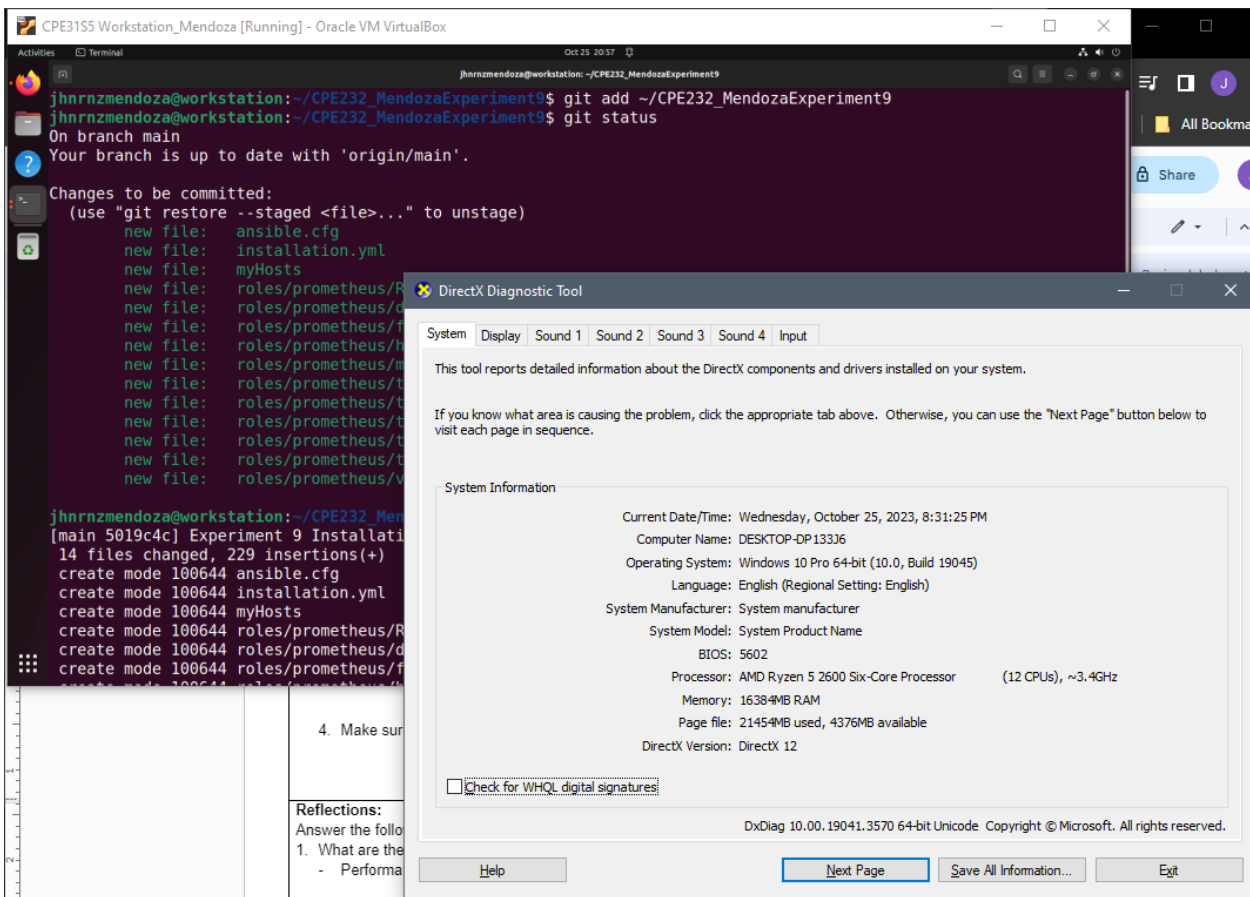 CPE31S5 Workstation_Mendoza [Running] - Oracle VM VirtualBox
Activities Terminal Oct 25 20:57
jhnrnzmendoza@workstation: ~/CPE232_MendozaExperiment9
jhnrnzmendoza@workstation:~/CPE232_MendozaExperiment9$ git add ~/CPE232_MendozaExperiment9
jhnrnzmendoza@workstation:~/CPE232_MendozaExperiment9$ git status
On branch main
Your branch is up to date with 'origin/main'.
Changes to be committed:
(use "git restore --staged <file>..." to unstage)
new file: ansible.cfg
new file: installation.yml
new file: myHosts
new file: roles/prometheus/R
new file: roles/prometheus/d
new file: roles/prometheus/f
new file: roles/prometheus/h
new file: roles/prometheus/m
new file: roles/prometheus/t
new file: roles/prometheus/t
new file: roles/prometheus/t
new file: roles/prometheus/t
new file: roles/prometheus/t
new file: roles/prometheus/v
jhnrnzmendoza@workstation:~/CPE232_Men
[main 5019c4c] Experiment 9 Installati
14 files changed, 229 insertions(+)
create mode 100644 ansible.cfg
create mode 100644 installation.yml
create mode 100644 myHosts
create mode 100644 roles/prometheus/R
create mode 100644 roles/prometheus/d
create mode 100644 roles/prometheus/f
J
All Bookma
Share
4. Make sur
Reflections:
Answer the follo
1. What are the
- Performa
DirectX Diagnostic Tool
System Display Sound 1 Sound 2 Sound 3 Sound 4 Input
This tool reports detailed information about the DirectX components and drivers installed on your system.
If you know what area is causing the problem, click the appropriate tab above. Otherwise, you can use the "Next Page" button below to
visit each page in sequence.
System Information
Current Date/Time: Wednesday, October 25, 2023, 8:31:25 PM
Computer Name: DESKTOP-DP133J6
Operating System: Windows 10 Pro 64-bit (10.0, Build 19045)
Language: English (Regional Setting: English)
System Manufacturer: System manufacturer
System Model: System Product Name
BIOS: 5602
Processor: AMD Ryzen 5 2600 Six-Core Processor (12 CPUs), ~3.4GHz
Memory: 16384MB RAM
Page file: 21454MB used, 4376MB available
DirectX Version: DirectX 12
Check for WHQL digital signatures
DxDiag 10.00.19041.3570 64-bit Unicode Copyright © Microsoft. All rights reserved.
Help Next Page Save All Information... Exit